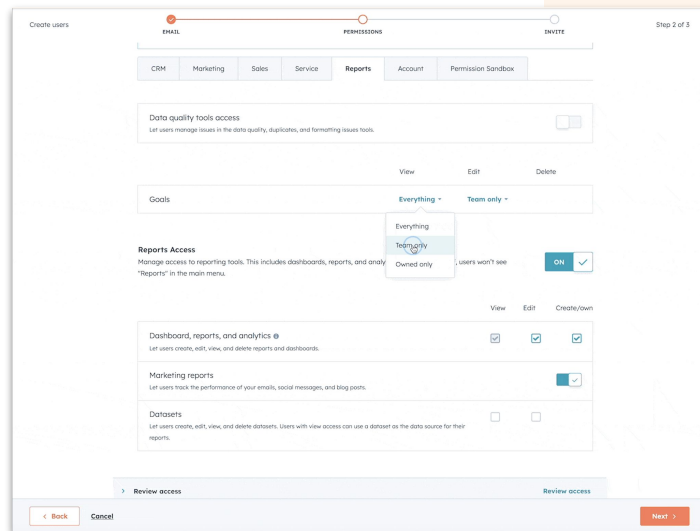 Create users
EMAIL
PERMISSIONS
INVITE
Step 2 of 3
CRM
Marketing
Sales
Service
Reports
Account
Permission Sandbox
Data quality tools access
Let users manage issues in the data quality, duplicates, and formatting issues tools.
View
Edit
Delete
Goals
Everything
Team only
Everything
Team only
Owned only
Reports Access
Manage access to reporting tools. This includes dashboards, reports, and analy
, users won't see
"Reports" in the main menu.
ON
View
Edit
Create/own
Dashboard, reports, and analytics
Let users create, edit, view, and delete reports and dashboards.
Marketing reports
Let users track the performance of your emails, social messages, and blog posts.
Datasets
Let users create, edit, view, and delete datasets. Users with view access can use a dataset as the data source for their
reports.
Review access
Review access
< Back
Cancel
Next >